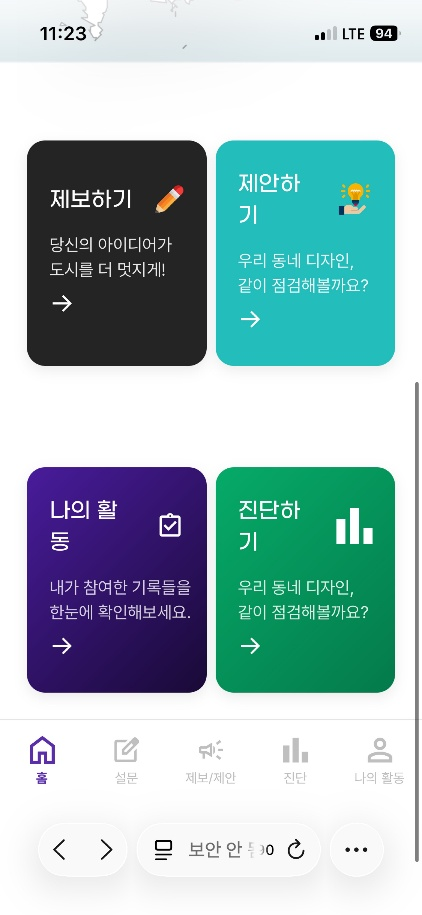 11:23 LTE 94
제보하기
당신의 아이디어가
도시를 더 멋지게!
제안하
기
우리 동네 디자인,
같이 점검해볼까요?
나의 활
동
내가 참여한 기록들을
한눈에 확인해보세요.
진단하
기
우리 동네 디자인,
같이 점검해볼까요?
홈 설문 제보/제안 진단 나의 활동
보안 안